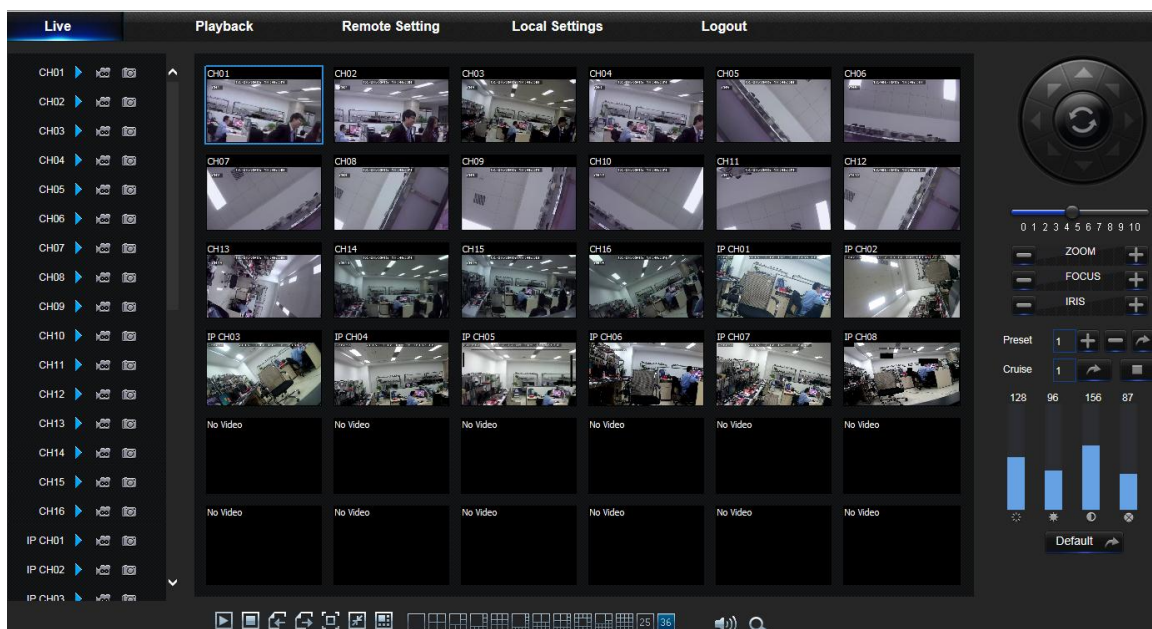 Live Playback Remote Setting Local Settings Logout
CH01
CH02
CH03
CH04
CH05
CH06
CH07
CH08
CH09
CH10
CH11
CH12
CH13
CH14
CH15
CH16
IP CH01
IP CH02
IP CH03
CH01 CH02 CH03 CH04 CH05 CH06
CH07 CH08 CH09 CH10 CH11 CH12
CH13 CH14 CH15 CH16 IP CH01 IP CH02
IP CH03 IP CH04 IP CH05 IP CH06 IP CH07 IP CH08
No Video No Video No Video No Video No Video No Video
No Video No Video No Video No Video No Video No Video
25 36
0 1 2 3 4 5 6 7 8 9 10
ZOOM
FOCUS
IRIS
Preset 1
Cruise 1
128 96 156 87
Default